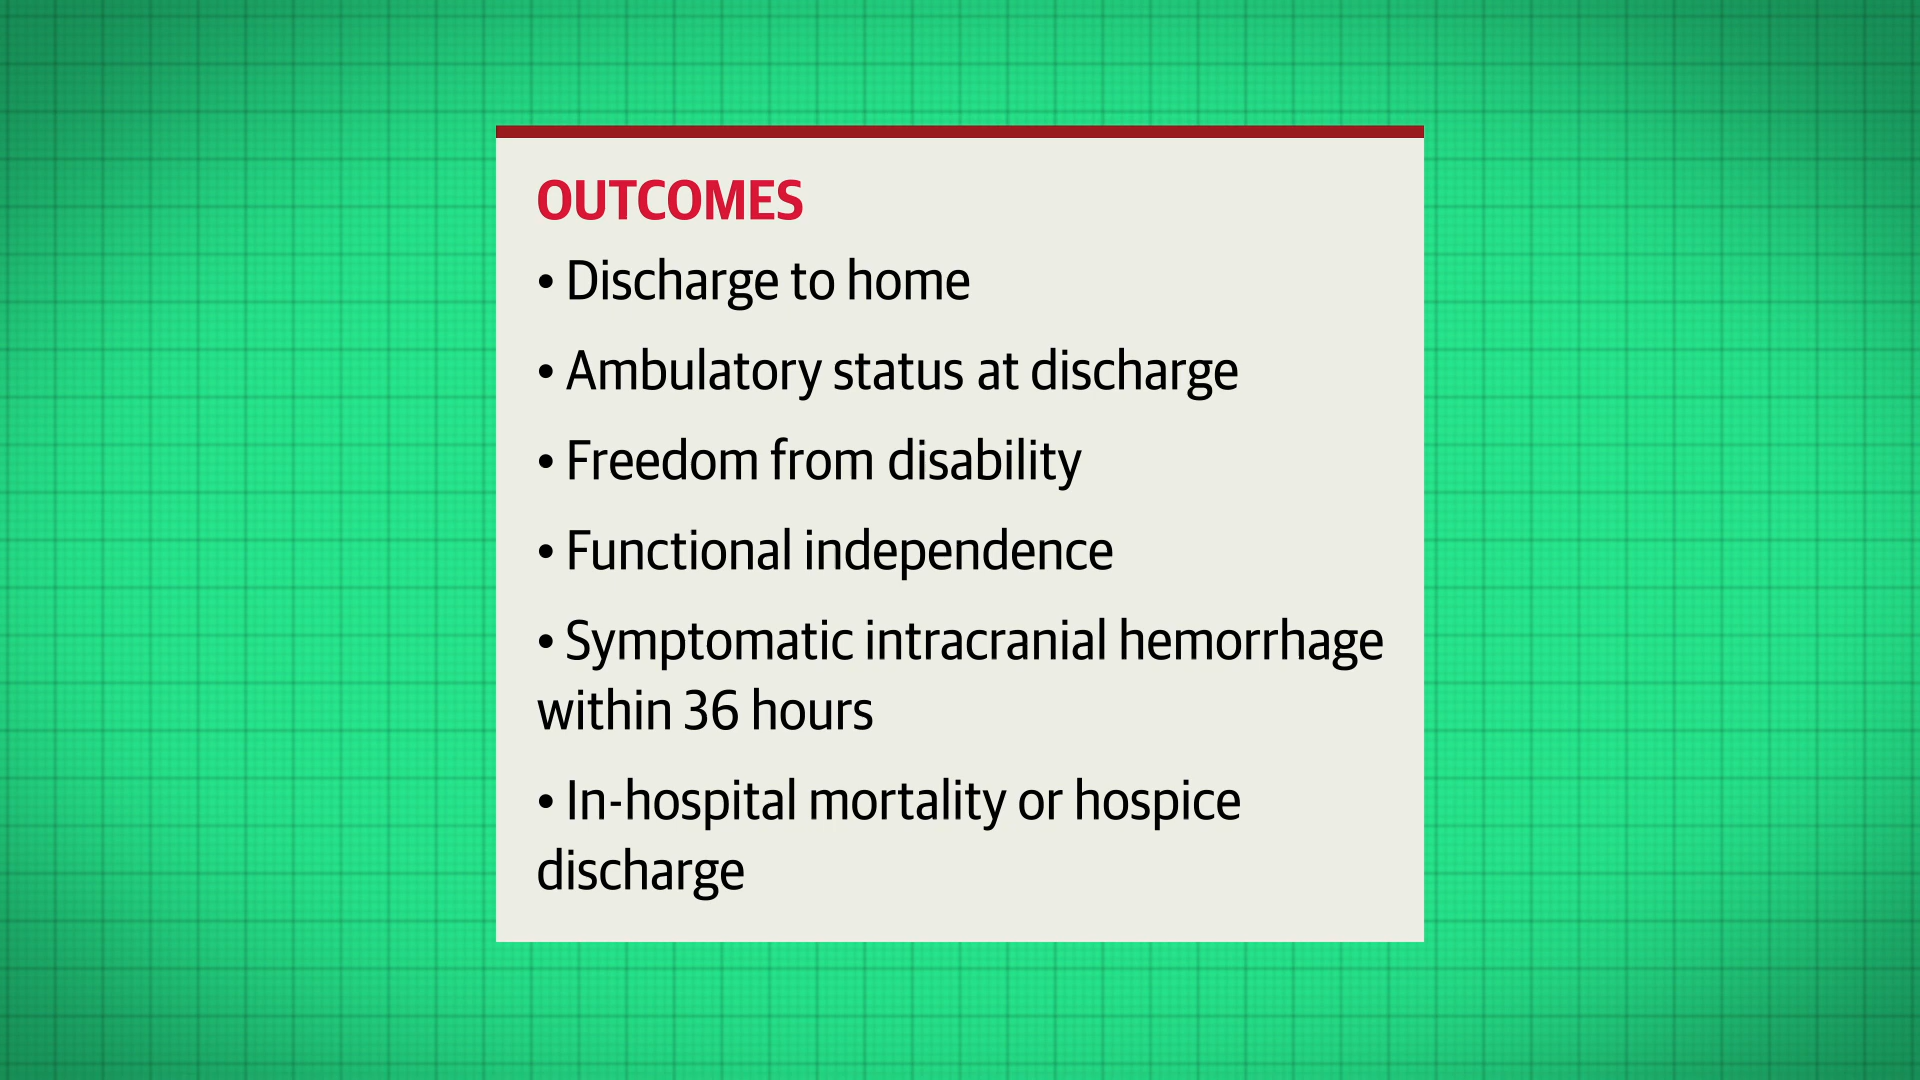 OUTCOMES
• Discharge to home
• Ambulatory status at discharge
• Freedom from disability
• Functional independence
• Symptomatic intracranial hemorrhage
within 36 hours
• In-hospital mortality or hospice
discharge